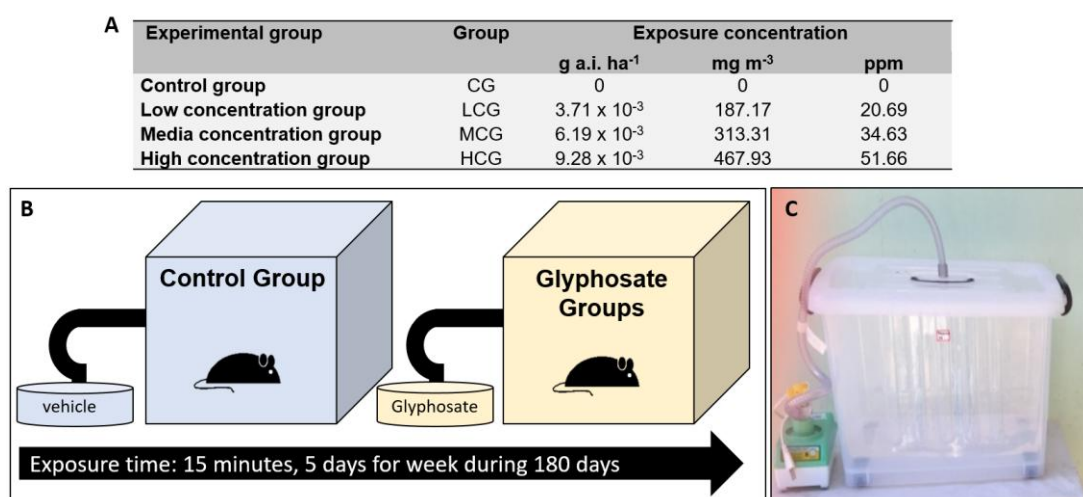 A
Experimental group Group Exposure concentration
g a.i. ha⁻¹ mg m⁻³ ppm
Control group CG 0 0 0
Low concentration group LCG 3.71 x 10⁻³ 187.17 20.69
Media concentration group MCG 6.19 x 10⁻³ 313.31 34.63
High concentration group HCG 9.28 x 10⁻³ 467.93 51.66
B
Control Group
vehicle
Glyphosate
Groups
Glyphosate
Exposure time: 15 minutes, 5 days for week during 180 days
C